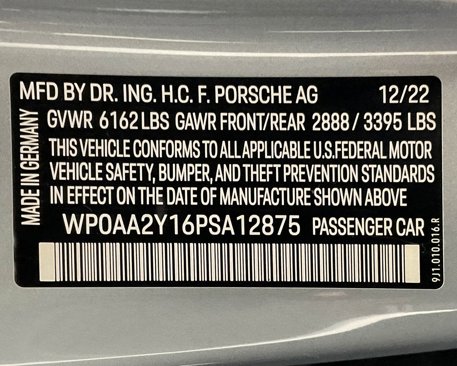 MFD BY DR. ING. H.C. F. PORSCHE AG 12/22
GVWR 6162 LBS GAWR FRONT/REAR 2888 / 3395 LBS
THIS VEHICLE CONFORMS TO ALL APPLICABLE U.S.FEDERAL MOTOR
VEHICLE SAFETY, BUMPER, AND THEFT PREVENTION STANDARDS
IN EFFECT ON THE DATE OF MANUFACTURE SHOWN ABOVE
WP0AA2Y16PSA12875 PASSENGER CAR
MADE IN GERMANY
9J1.010.016.R